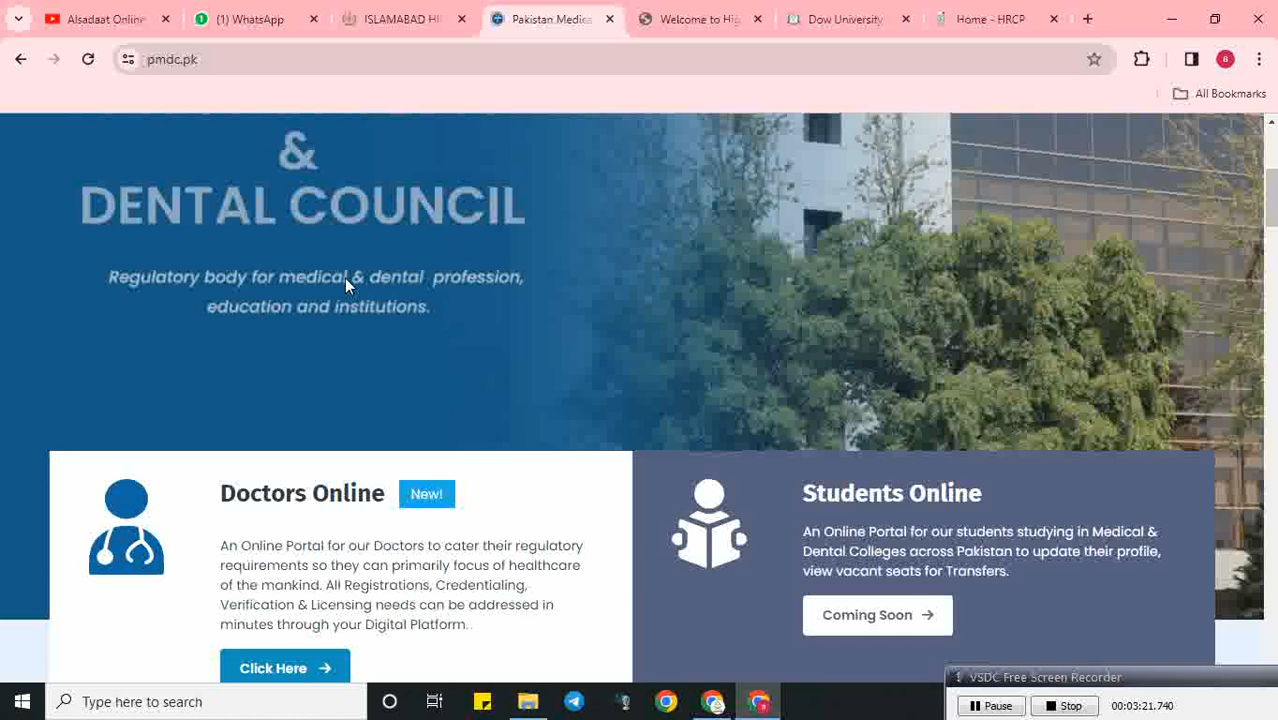 Alsadaat Online
(1) WhatsApp
ISLAMABAD HI
Pakistan Medica
Welcome to Hig
Dow University
Home - HRCP
pmdc.pk
a
All Bookmarks
&
DENTAL COUNCIL
Regulatory body for medical & dental profession,
education and institutions.
Doctors Online New!
An Online Portal for our Doctors to cater their regulatory
requirements so they can primarily focus of healthcare
of the mankind. All Registrations, Credentialing,
Verification & Licensing needs can be addressed in
minutes through your Digital Platform..
Click Here
Students Online
An Online Portal for our students studying in Medical &
Dental Colleges across Pakistan to update their profile,
view vacant seats for Transfers.
Coming Soon
VSDC Free Screen Recorder
Pause
Stop
00:03:21.740
Type here to search